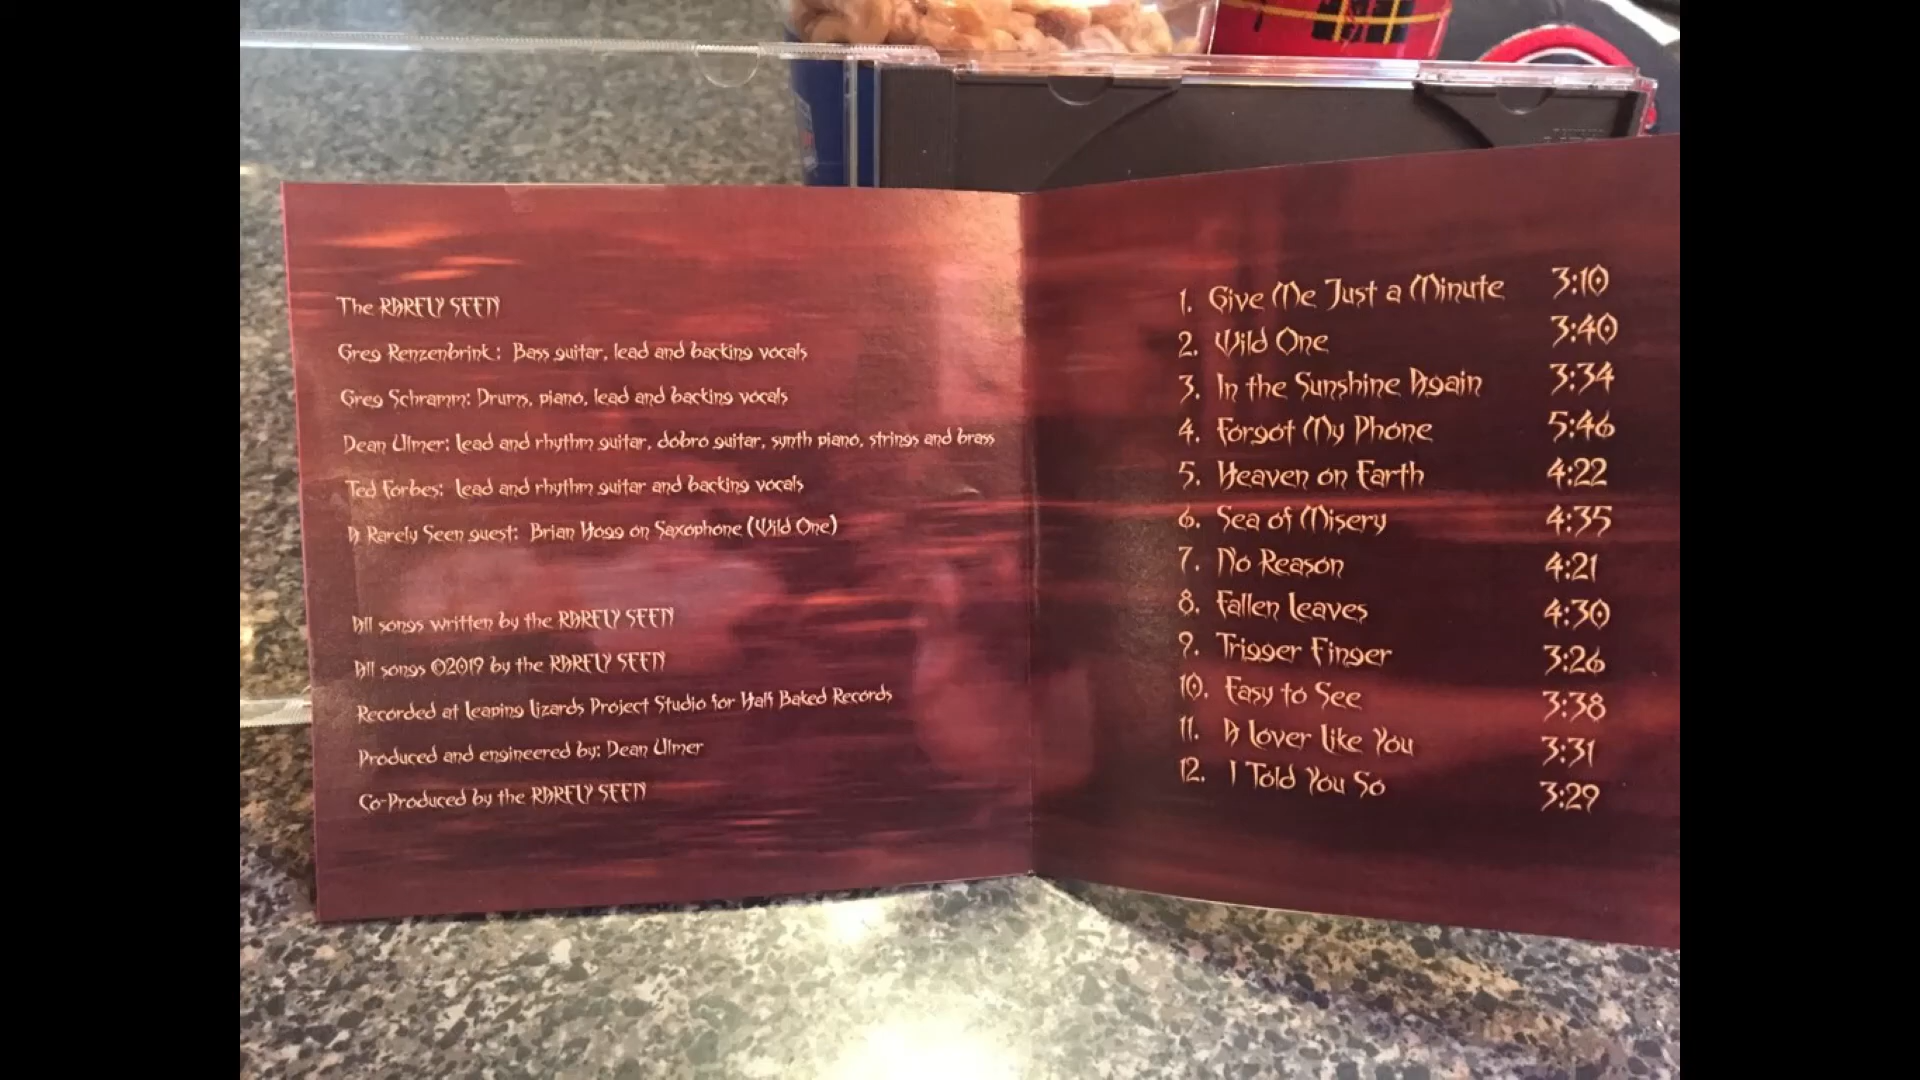 The RARELY SEEN
Greg Renzenbrink: Bass guitar, lead and backing vocals
Greg Schramm: Drums, piano, lead and backing vocals
Dean Ulmer: lead and rhythm guitar, dobro guitar, synth piano, strings and brass
Ted Forbes: lead and rhythm guitar and backing vocals
A Rarely Seen guest: Brian Hogg on Saxophone (Wild One)
All songs written by the RARELY SEEN
All songs ©2019 by the RARELY SEEN
Recorded at Leaping Lizards Project Studio for Half Baked Records
Produced and engineered by: Dean Ulmer
Co-Produced by the RARELY SEEN
1. Give Me Just a Minute 3:10
2. Wild One 3:40
3. In the Sunshine Again 3:34
4. Forgot My Phone 5:46
5. Heaven on Earth 4:22
6. Sea of Misery 4:35
7. No Reason 4:21
8. Fallen Leaves 4:30
9. Trigger Finger 3:26
10. Easy to See 3:38
11. A Lover Like You 3:31
12. I Told You So 3:29